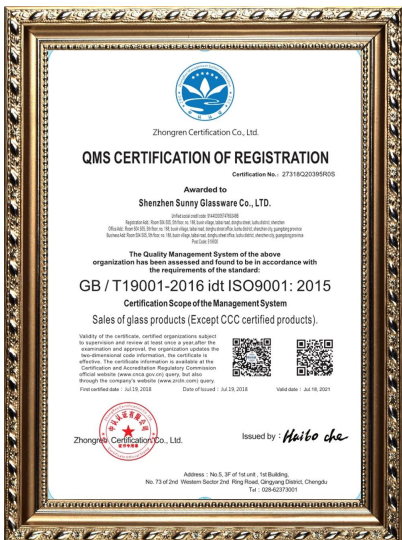 Zhongren Certification Co., Ltd.
QMS CERTIFICATION OF REGISTRATION
Certification No.: 27318Q20395R0S
Awarded to
Shenzhen Sunny Glassware Co., LTD.
The Quality Management System of the above
organization has been assessed and found to be in accordance with
the requirements of the standard:
GB / T19001-2016 idt ISO9001: 2015
Certification Scope of the Management System
Sales of glass products (Except CCC certified products).
Validity of the certificate, certified organizations subject
to supervision and review at least once a year,after the
examination and approval, the organization updates the
two-dimensional code information, the certificate is
effective. The certificate information is available at the
Certification and Accreditation Regulatory Commission
official website (www.cnca.gov.cn) query, but also
through the company's website (www.zrcln.com) query.
First certified date : Jul.19, 2018 Date of Issued : Jul.19, 2018 Valid date : Jul.18, 2021
Zhongren Certification Co., Ltd.
Issued by : Haibo che
Address : No.5, 3F of 1st unit , 1st Building,
No. 73 of 2nd Western Sector 2nd Ring Road, Qingyang District, Chengdu
Tel : 028-62373001